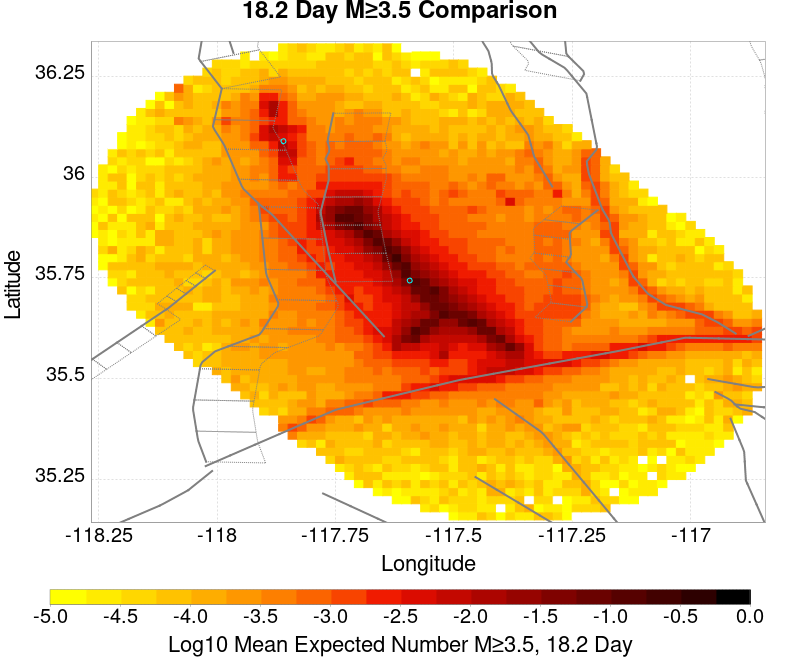 18.2 Day M≥3.5 Comparison
36.25
36
35.75
35.5
35.25
Latitude
-118.25 -118 -117.75 -117.5 -117.25 -117
Longitude
-5.0 -4.5 -4.0 -3.5 -3.0 -2.5 -2.0 -1.5 -1.0 -0.5 0.0
Log10 Mean Expected Number M≥3.5, 18.2 Day